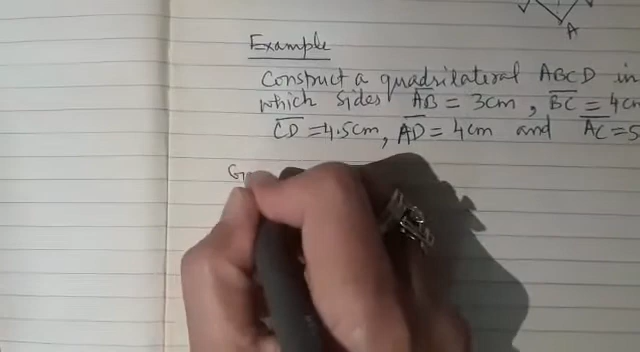 A
Example
Construct a quadrilateral ABCD in
which sides AB = 3cm, BC = 4cm
CD = 4.5cm, AD = 4cm and AC = 5